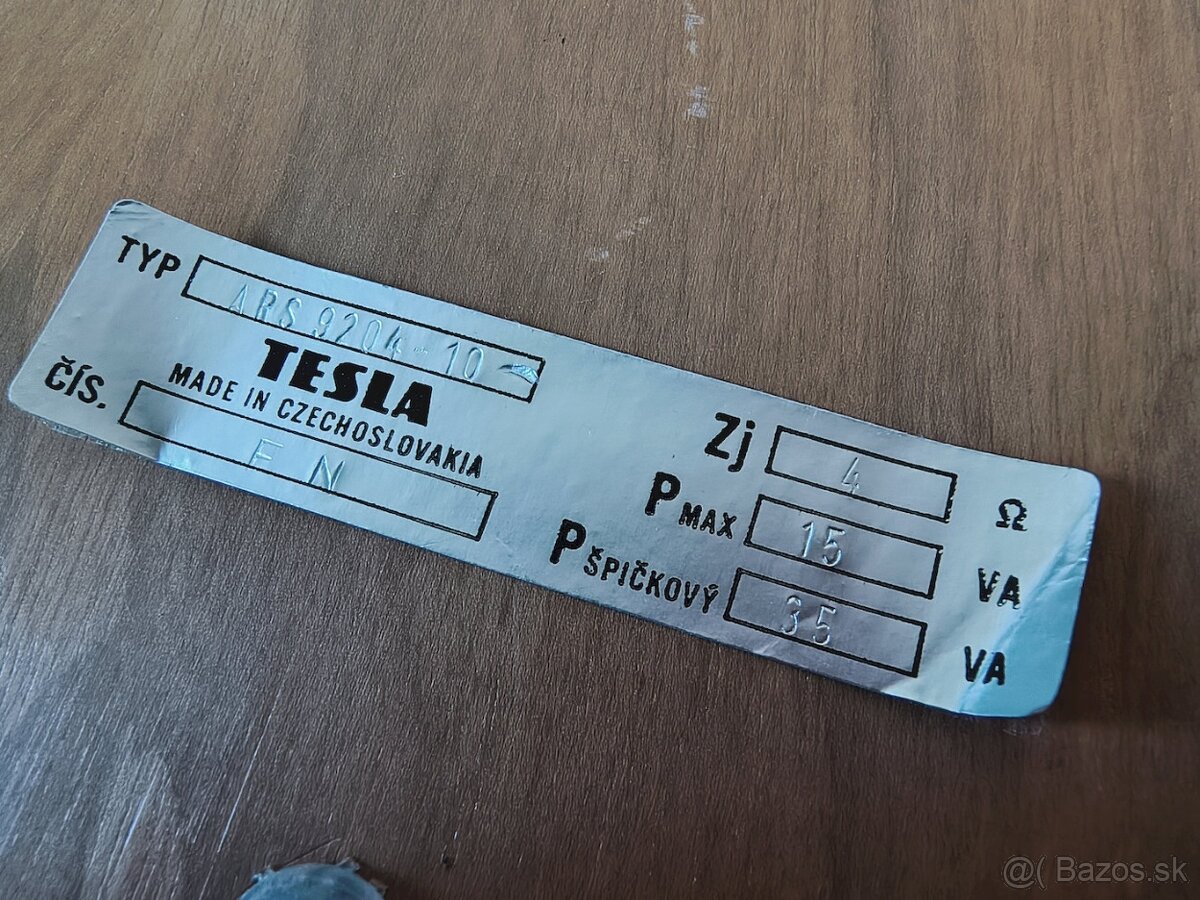 TYP ARS 9204-10
TESLA
MADE IN CZECHOSLOVAKIA
ČÍS. FN
Zj 4 Ω
P MAX 15 VA
P ŠPIČKOVÝ 35 VA
@( Bazos.sk